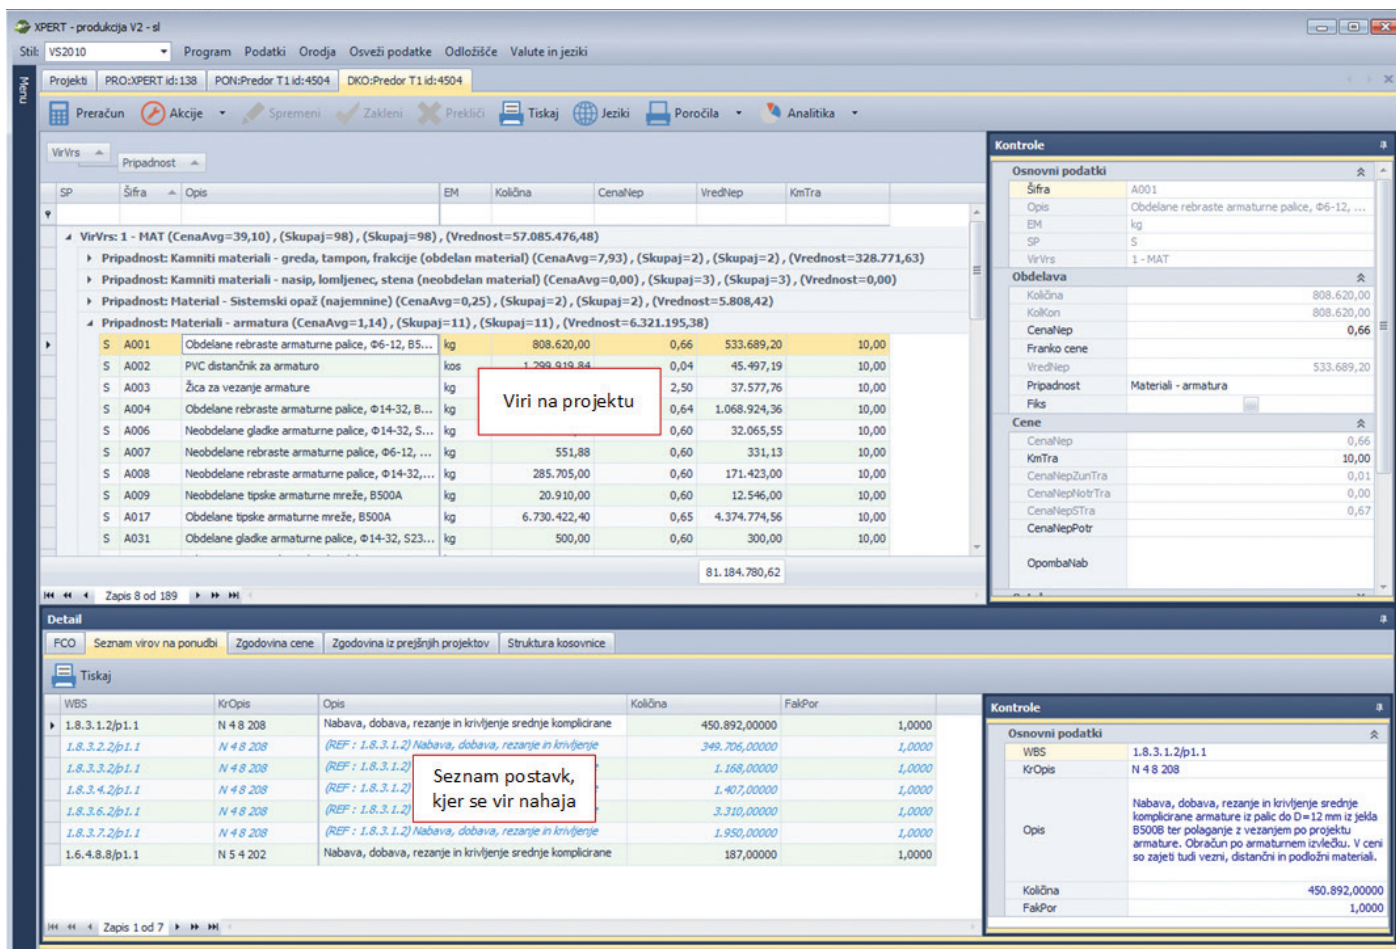 XPERT - produkcija V2 - sl
Stil: VS2010 Program Podatki Orodja Osveži podatke Odložišče Valute in jeziki
Menu
Projekti PRO:XPERT id:138 PON:Predor T1 id:4504 DKO:Predor T1 id:4504
Preračun Akcije Spremeni Zakleni Prekliči Tiskaj Jeziki Poročila Analitika
VirVrs
Pripadnost
SP Šifra Opis EM Količina CenaNep VredNep KmTra
VirVrs: 1 - MAT (CenaAvg=39,10) , (Skupaj=98) , (Skupaj=98) , (Vrednost=57.085.476,48)
Pripadnost: Kamniti materiali - greda, tampon, frakcije (obdelan material) (CenaAvg=7,93) , (Skupaj=2) , (Skupaj=2) , (Vrednost=328.771,63)
Pripadnost: Kamniti materiali - nasip, lomljenec, stena (neobdelan material) (CenaAvg=0,00) , (Skupaj=3) , (Skupaj=3) , (Vrednost=0,00)
Pripadnost: Material - Sistemski opaž (najemnine) (CenaAvg=0,25) , (Skupaj=2) , (Skupaj=2) , (Vrednost=5.808,42)
Pripadnost: Materiali - armatura (CenaAvg=1,14) , (Skupaj=11) , (Skupaj=11) , (Vrednost=6.321.195,38)
S A001 Obdelane rebraste armaturne palice, Φ6-12, B5... kg 808.620,00 0,66 533.689,20 10,00
S A002 PVC distančnik za armaturo kos 1.299.919,84 0,04 45.497,19 10,00
S A003 Žica za vezanje armature kg 2,50 37.577,76 10,00
S A004 Obdelane rebraste armaturne palice, Φ14-32, B... kg 0,64 1.068.924,36 10,00
S A006 Neobdelane gladke armaturne palice, Φ14-32, S... kg 0,60 32.065,55 10,00
S A007 Neobdelane rebraste armaturne palice, Φ6-12, ... kg 551,88 0,60 331,13 10,00
S A008 Neobdelane rebraste armaturne palice, Φ14-32,... kg 285.705,00 0,60 171.423,00 10,00
S A009 Neobdelane tipske armaturne mreže, B500A kg 20.910,00 0,60 12.546,00 10,00
S A017 Obdelane tipske armaturne mreže, B500A kg 6.730.422,40 0,65 4.374.774,56 10,00
S A031 Obdelane gladke armaturne palice, Φ14-32, S23... kg 500,00 0,60 300,00 10,00
Viri na projektu
81.184.780,62
Zapis 8 od 189
Kontrole
Osnovni podatki
Šifra A001
Opis Obdelane rebraste armaturne palice, Φ6-12, ...
EM kg
SP S
VirVrs 1 - MAT
Obdelava
Količina 808.620,00
KolKon 808.620,00
CenaNep 0,66
Franko cene
VredNep 533.689,20
Pripadnost Materiali - armatura
Fiks
Cene
CenaNep 0,66
KmTra 10,00
CenaNepZunTra 0,01
CenaNepNotrTra 0,00
CenaNepSTra 0,67
CenaNepPotr
OpombaNab
Detail
FCO Seznam virov na ponudbi Zgodovina cene Zgodovina iz prejšnjih projektov Struktura kosovnice
Tiskaj
WBS KrOpis Opis Količina FakPor
1.8.3.1.2/p1.1 N 4 8 208 Nabava, dobava, rezanje in krivljenje srednje komplicirane 450.892,00000 1,0000
1.8.3.2.2/p1.1 N 4 8 208 (REF : 1.8.3.1.2) Nabava, dobava, rezanje in krivljenje 349.706,00000 1,0000
1.8.3.3.2/p1.1 N 4 8 208 (REF : 1.8.3.1.2) 1.168,00000 1,0000
1.8.3.4.2/p1.1 N 4 8 208 (REF : 1.8.3.1.2) 1.407,00000 1,0000
1.8.3.6.2/p1.1 N 4 8 208 (REF : 1.8.3.1.2) 3.310,00000 1,0000
1.8.3.7.2/p1.1 N 4 8 208 (REF : 1.8.3.1.2) Nabava, dobava, rezanje in krivljenje 1.950,00000 1,0000
1.6.4.8.8/p1.1 N 5 4 202 Nabava, dobava, rezanje in krivljenje srednje komplicirane 187,00000 1,0000
Seznam postavk,
kjer se vir nahaja
Zapis 1 od 7
Kontrole
Osnovni podatki
WBS 1.8.3.1.2/p1.1
KrOpis N 4 8 208
Opis
Nabava, dobava, rezanje in krivljenje srednje
komplicirane armature iz palic do D=12 mm iz jekla
B500B ter polaganje z vezanjem po projektu
armature. Obračun po armaturnem izvlečku. V ceni
so zajeti tudi vezni, distančni in podložni materiali.
Količina 450.892,00000
FakPor 1,0000